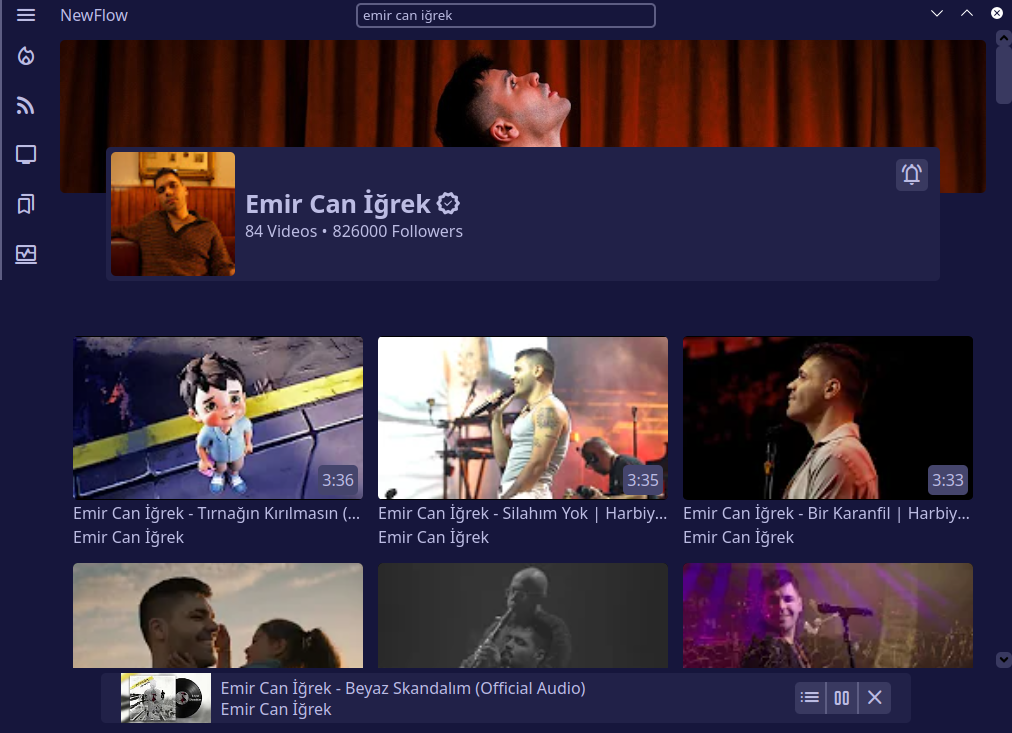 NewFlow
emir can iğrek
Emir Can İğrek
84 Videos • 826000 Followers
3:36
3:35
3:33
Emir Can İğrek - Tırnağın Kırılmasın (...
Emir Can İğrek - Silahım Yok | Harbiy...
Emir Can İğrek - Bir Karanfil | Harbiy...
Emir Can İğrek
Emir Can İğrek
Emir Can İğrek
Emir Can İğrek - Beyaz Skandalım (Official Audio)
Emir Can İğrek